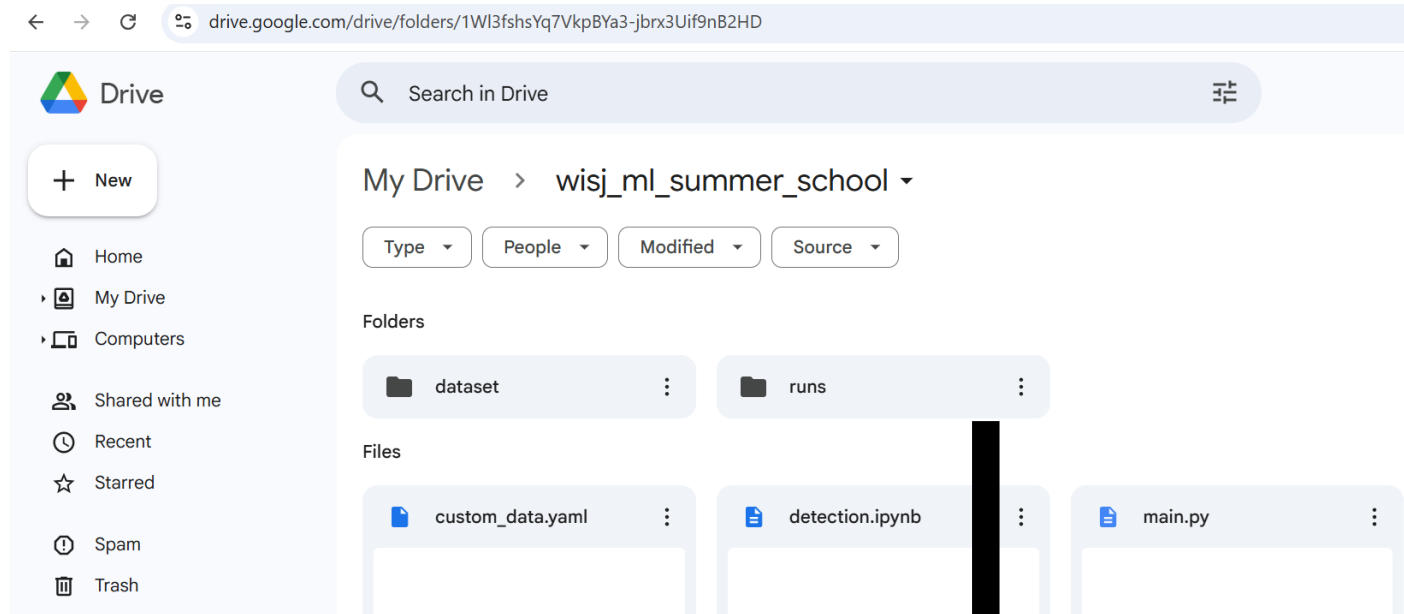 drive.google.com/drive/folders/1Wl3fshsYq7VkpBYa3-jbrx3Uif9nB2HD
Drive
Search in Drive
New
My Drive > wisj_ml_summer_school
Type
People
Modified
Source
Home
My Drive
Computers
Shared with me
Recent
Starred
Spam
Trash
Folders
dataset
runs
Files
custom_data.yaml
detection.ipynb
main.py